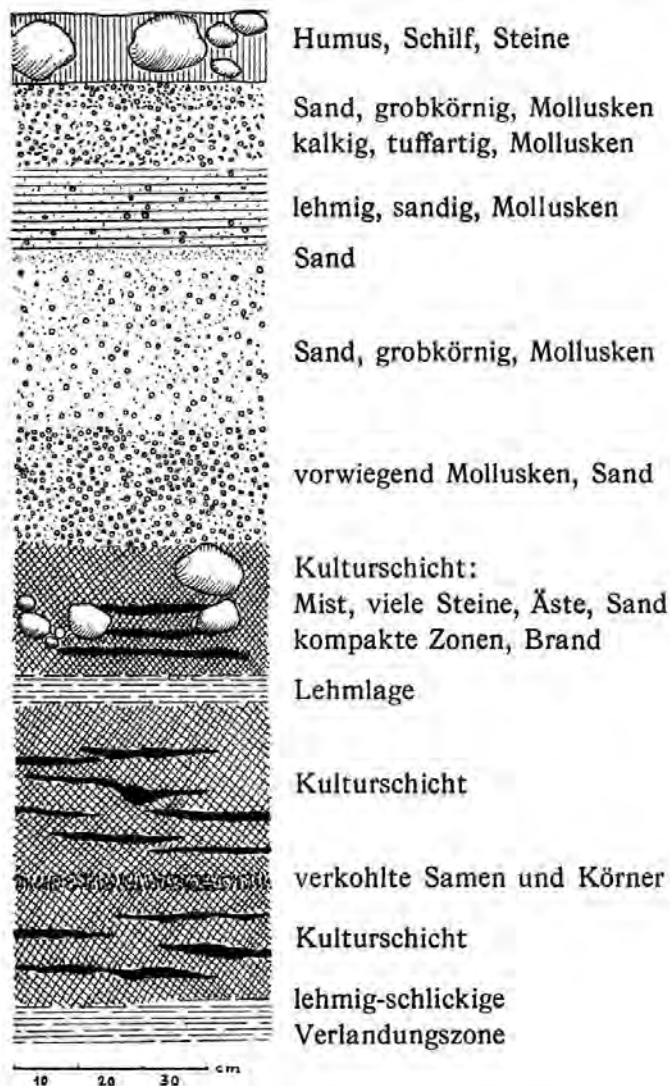 Humus, Schilf, Steine
Sand, grobkörnig, Mollusken
kalkig, tuffartig, Mollusken
lehmig, sandig, Mollusken
Sand
Sand, grobkörnig, Mollusken
vorwiegend Mollusken, Sand
Kulturschicht:
Mist, viele Steine, Äste, Sand
kompakte Zonen, Brand
Lehmlage
Kulturschicht
verkohlte Samen und Körner
Kulturschicht
lehmig-schlickige
Verlandungszone
cm
10 20 30